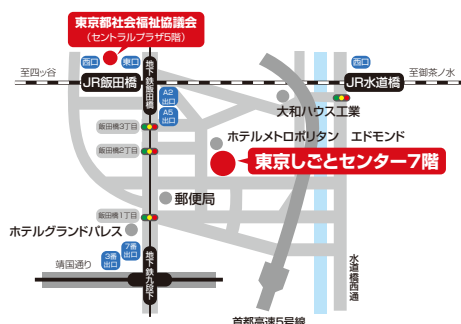 東京都社会福祉協議会
(セントラルプラザ5階)
西口
東口
西口
至四ッ谷
JR飯田橋
地下鉄飯田橋
JR水道橋
至御茶ノ水
A2
出口
A5
出口
大和ハウス工業
飯田橋3丁目
ホテルメトロポリタン エドモンド
飯田橋2丁目
東京しごとセンター7階
郵便局
飯田橋1丁目
ホテルグランドパレス
7番
出口
3番
出口
靖国通り
地下鉄九段下
水道橋西通
首都高速5号線